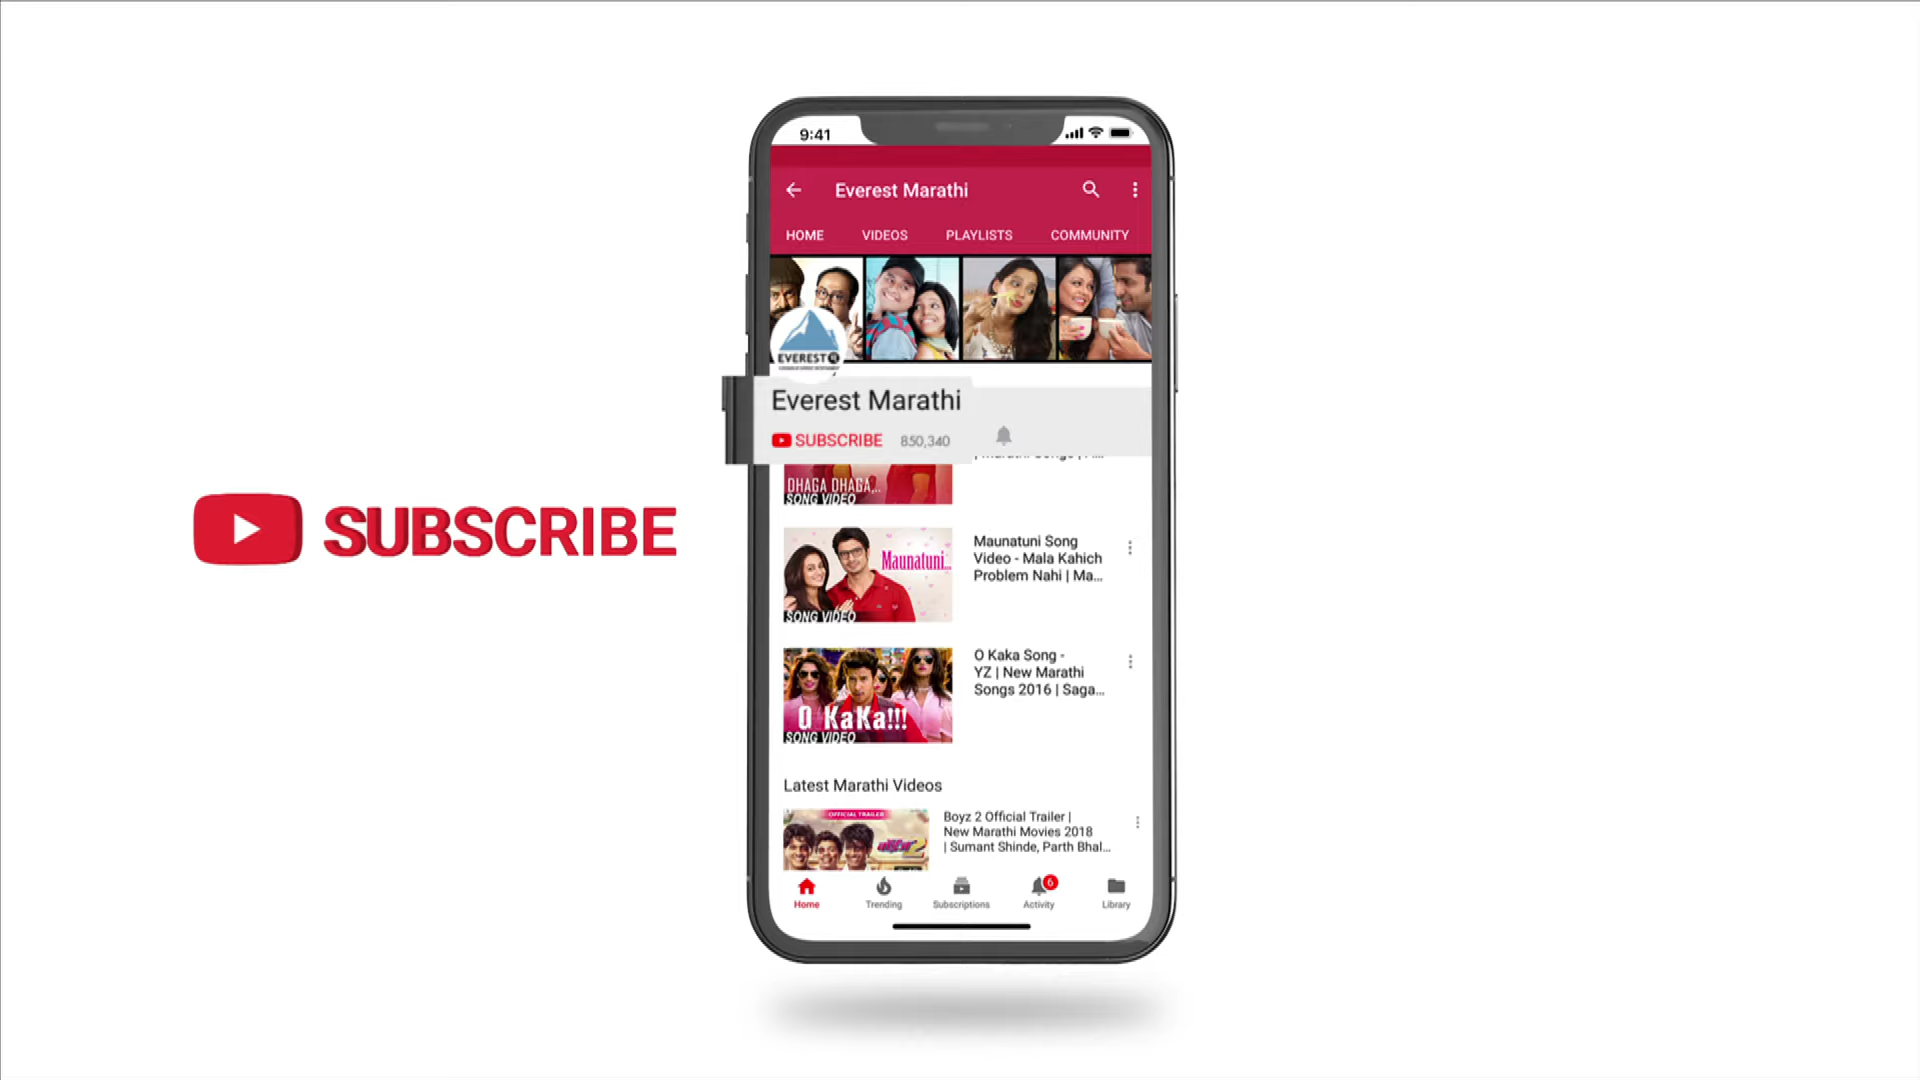 9:41
Everest Marathi
HOME VIDEOS PLAYLISTS COMMUNITY
EVEREST
Everest Marathi
SUBSCRIBE 850,340
SUBSCRIBE
DHAGA DHAGA,..
SONG VIDEO
Maunatuni...
SONG VIDEO
Maunatuni Song
Video - Mala Kahich
Problem Nahi | Ma...
O KaKa!!!
SONG VIDEO
O Kaka Song -
YZ | New Marathi
Songs 2016 | Saga...
Latest Marathi Videos
OFFICIAL TRAILER
Boyz 2 Official Trailer |
New Marathi Movies 2018
| Sumant Shinde, Parth Bhal...
6
Home Trending Subscriptions Activity Library